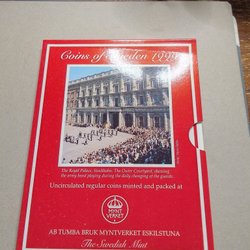 Coins of Sweden 1999
The Royal Palace, Stockholm. The Outer Courtyard, showing
the army band playing during the daily changing of the guards.
Uncirculated regular coins minted and packed at
MYNT
VERKET
AB TUMBA BRUK MYNTVERKET ESKILSTUNA
The Swedish Mint